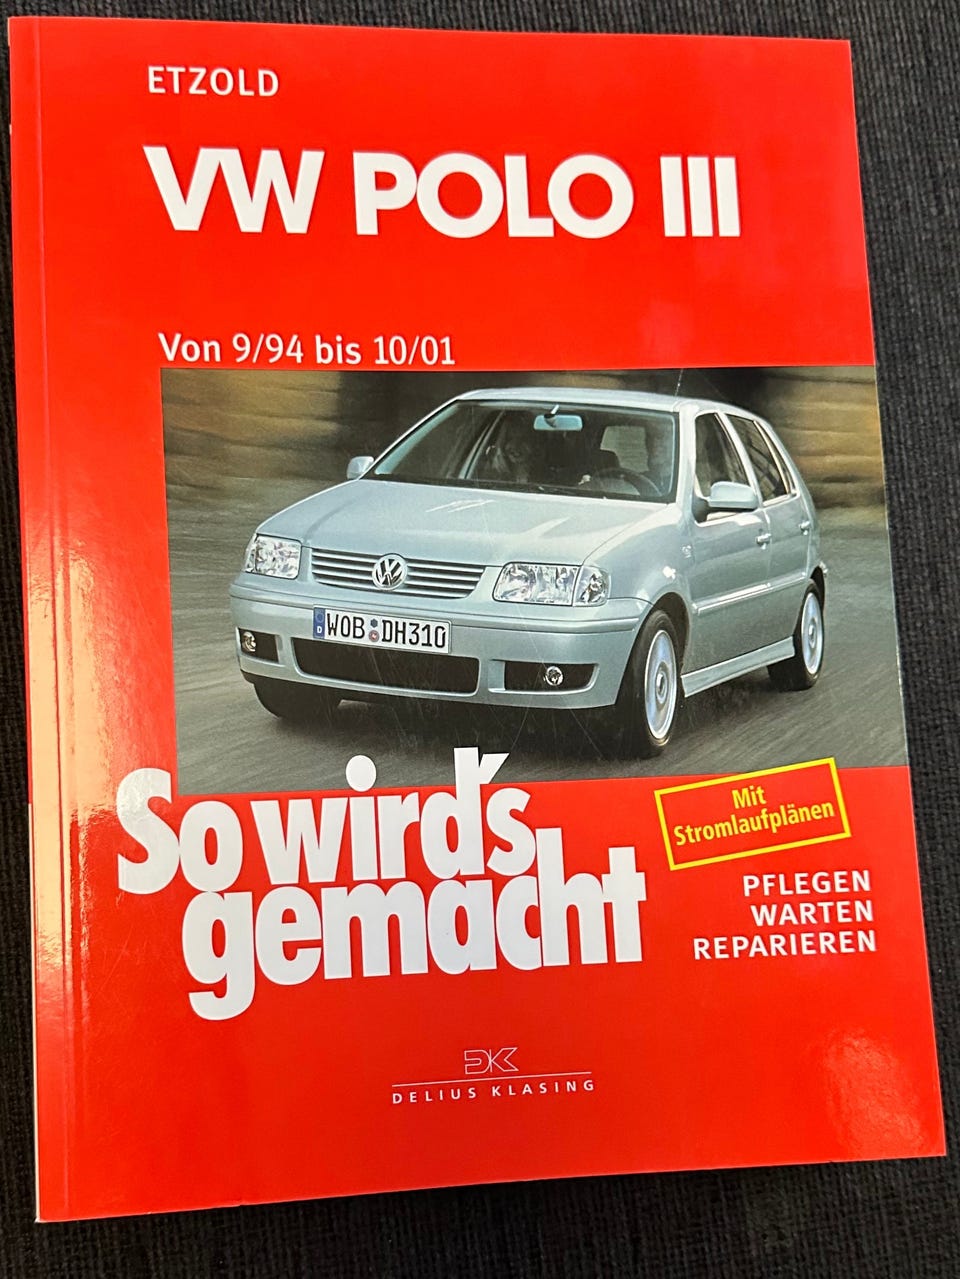 ETZOLD
VW POLO III
Von 9/94 bis 10/01
D
WOB DH310
So wird's
gemacht
Mit
Stromlaufplänen
PFLEGEN
WARTEN
REPARIEREN
DK
DELIUS KLASING